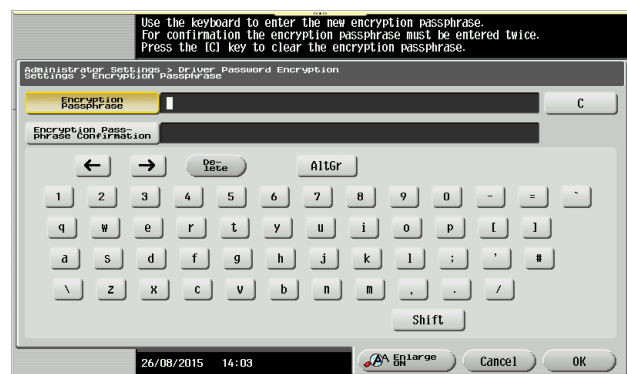 Use the keyboard to enter the new encryption passphrase.
For confirmation the encryption passphrase must be entered twice.
Press the [C] key to clear the encryption passphrase.
Administrator Settings > Driver Password Encryption
Settings > Encryption Passphrase
Encryption
Passphrase
C
Encryption Pass-
phrase Confirmation
← → De-
lete AltGr
1 2 3 4 5 6 7 8 9 0 - = `
q w e r t y u i o p [ ]
a s d f g h j k l ; ' #
\ z x c v b n m , . /
Shift
26/08/2015 14:03
AA Enlarge
ON
Cancel
OK